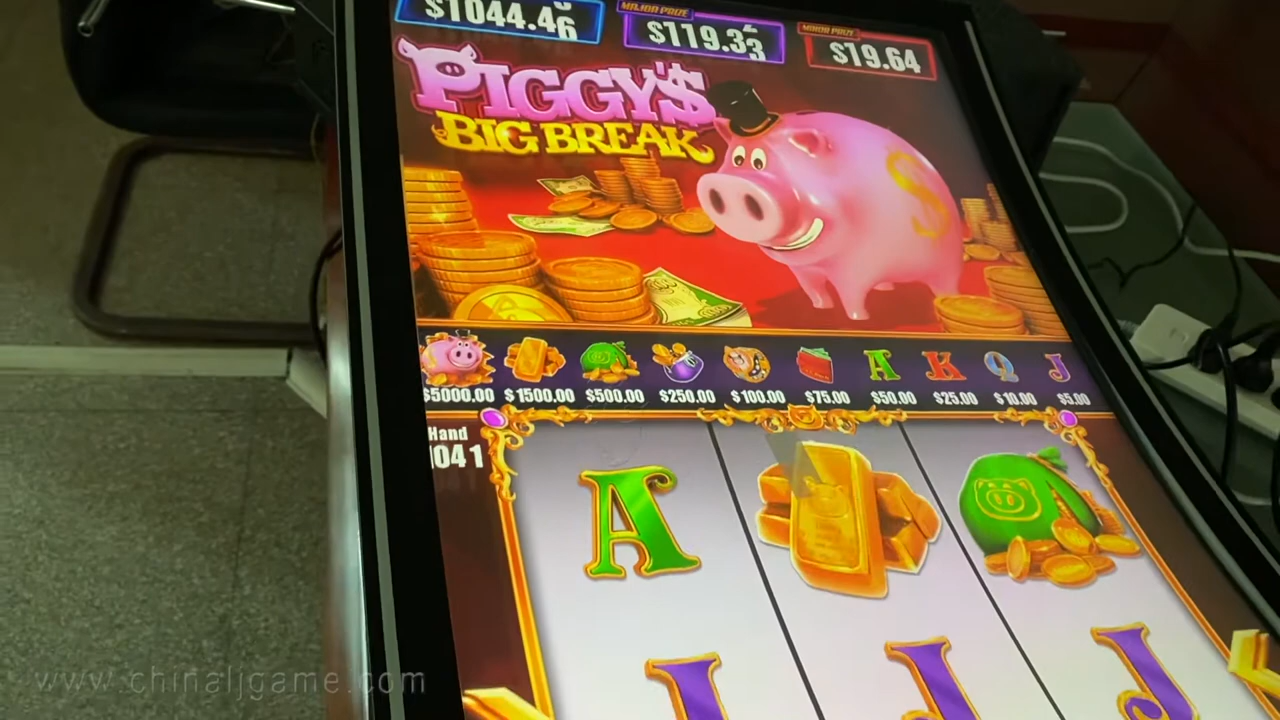 $1044.46
MAJOR PRIZE
$119.33
MINOR PRIZE
$19.64
PIGGY'$
BIG BREAK
$5000.00 $1500.00 $500.00 $250.00 $100.00 $75.00 $50.00 $25.00 $10.00 $5.00
A K Q J
Hand
1041
A
J J J
www.chinaljgame.com